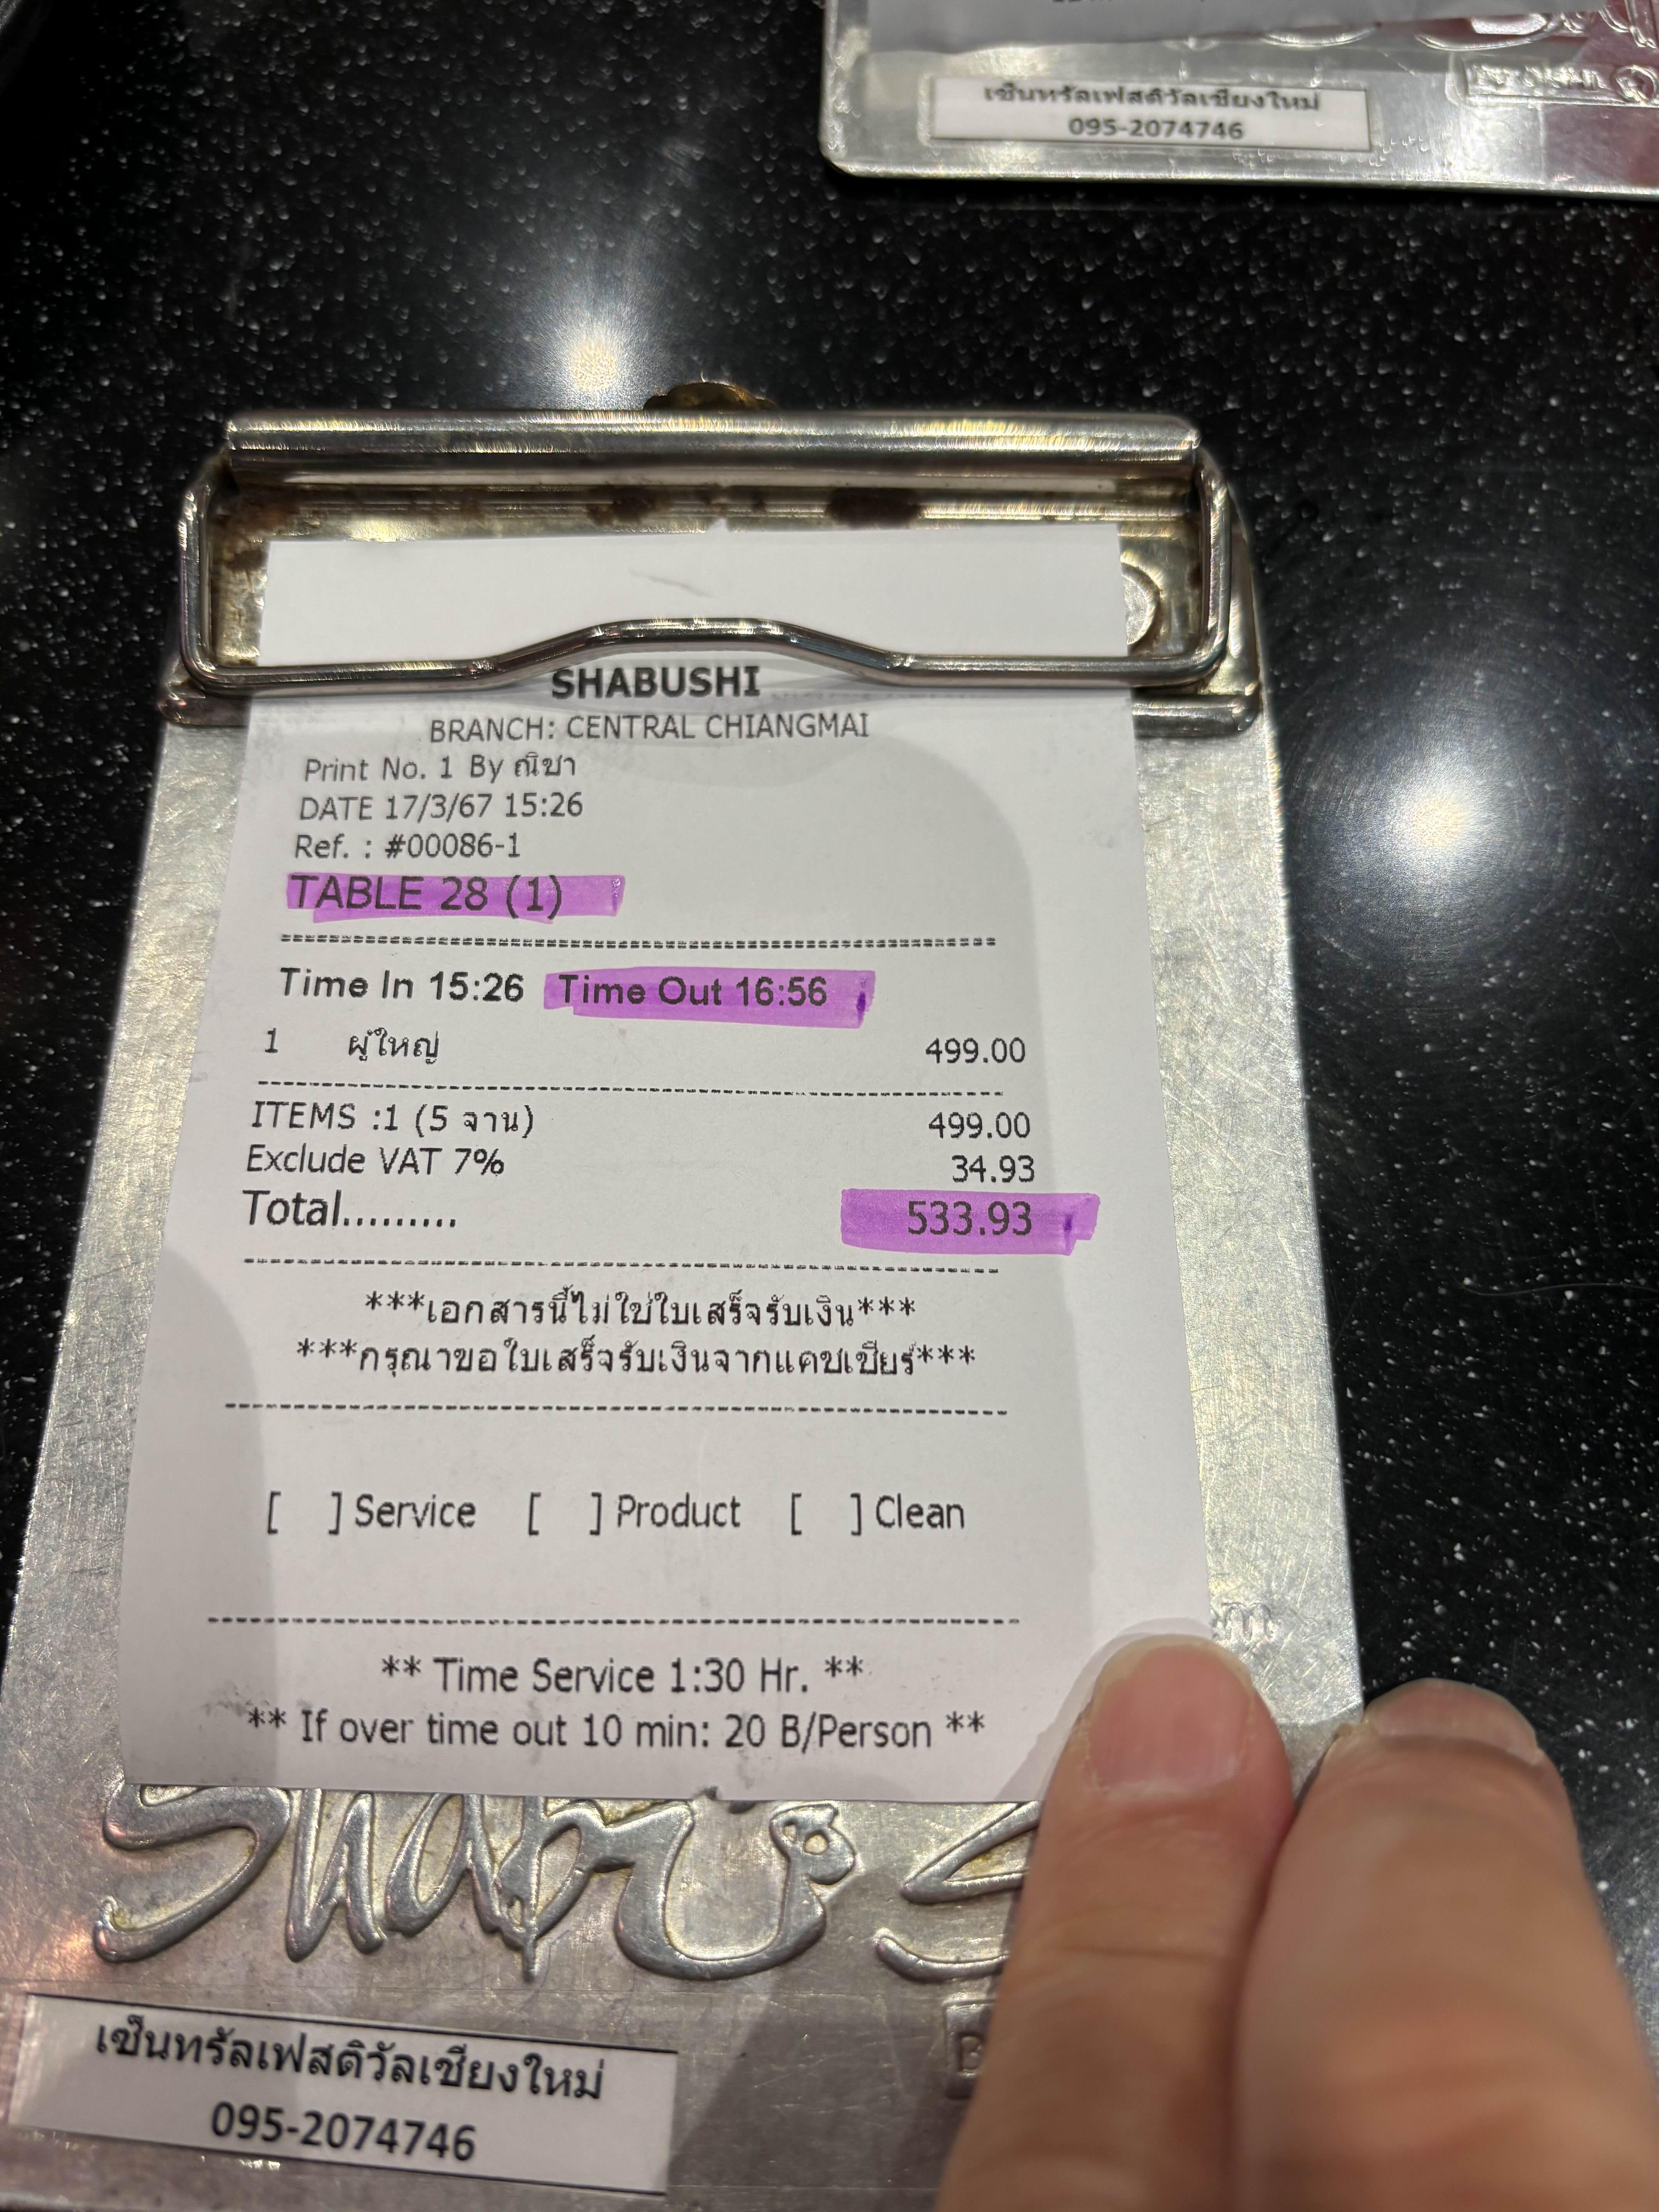 เซ็นทรัลเฟสติวัลเชียงใหม่
095-2074746
SHABUSHI
BRANCH: CENTRAL CHIANGMAI
Print No. 1 By ณิชา
DATE 17/3/67 15:26
Ref. : #00086-1
TABLE 28 (1)
Time In 15:26 Time Out 16:56
1 ผู้ใหญ่ 499.00
ITEMS :1 (5 จาน) 499.00
Exclude VAT 7% 34.93
Total......... 533.93
***เอกสารนี้ไม่ใช่ใบเสร็จรับเงิน***
***กรุณาขอใบเสร็จรับเงินจากแคชเชียร์***
[ ] Service [ ] Product [ ] Clean
** Time Service 1:30 Hr. **
** If over time out 10 min: 20 B/Person **
Shabu
เซ็นทรัลเฟสติวัลเชียงใหม่
095-2074746